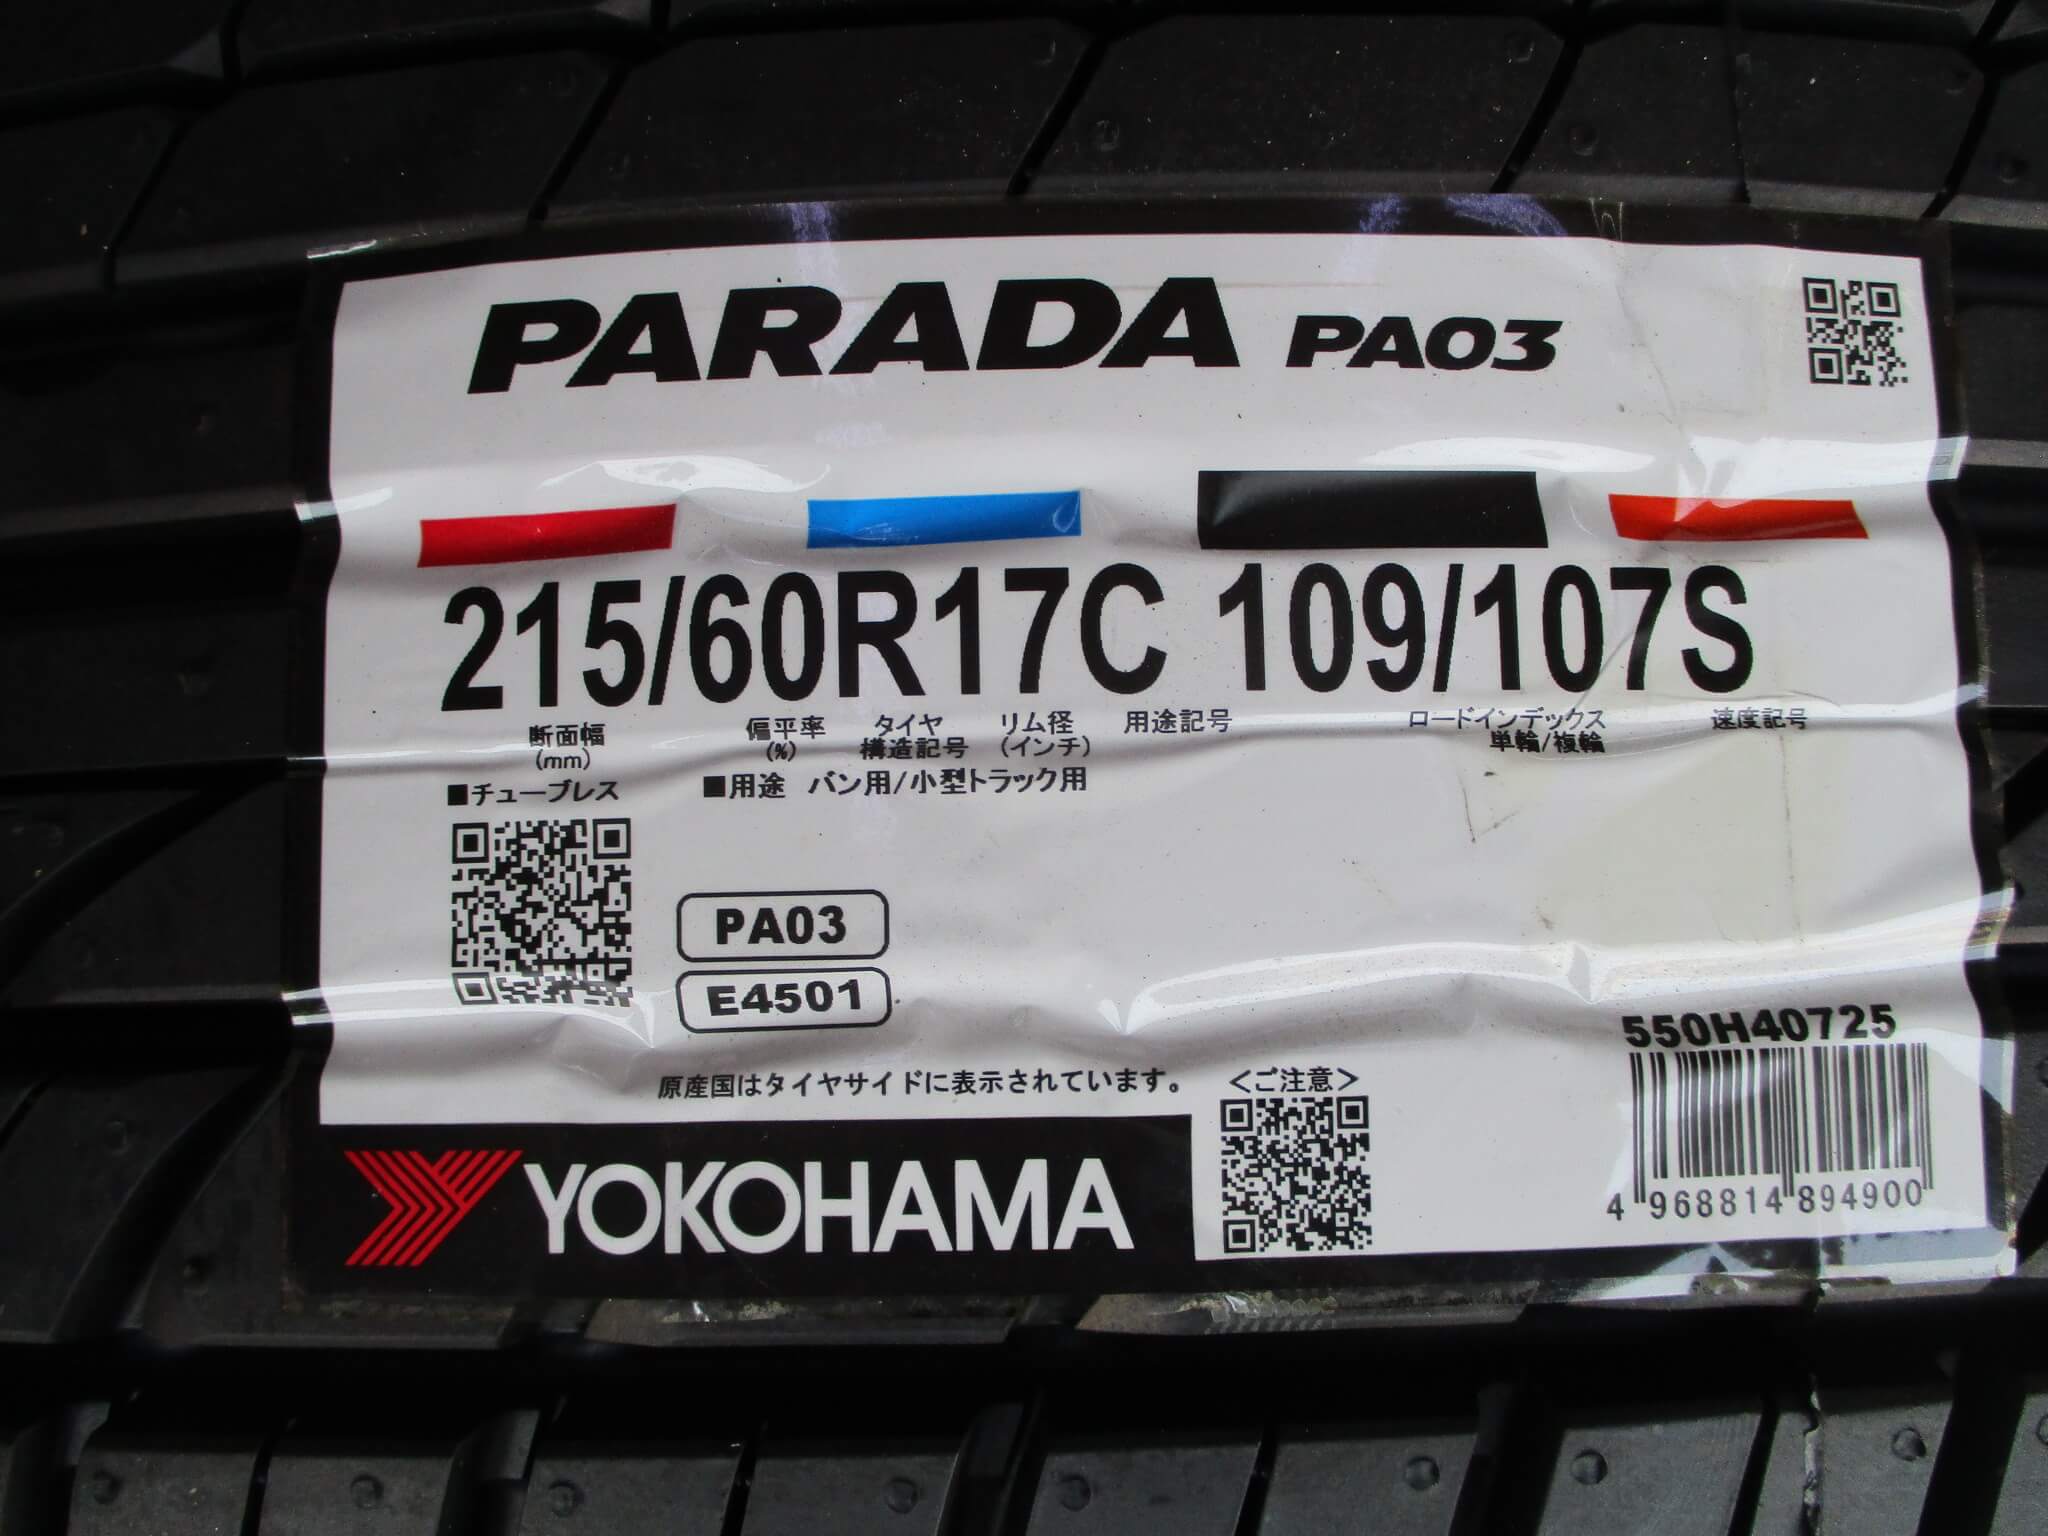 PARADA PA03
215/60R17C 109/107S
断面幅 (mm)
偏平率 (%)
タイヤ 構造記号
リム径 (インチ)
用途記号
ロードインデックス 単輪/複輪
速度記号
■チューブレス
■用途 バン用/小型トラック用
PA03
E4501
550H40725
原産国はタイヤサイドに表示されています。
<ご注意>
4 968814 894900
YOKOHAMA